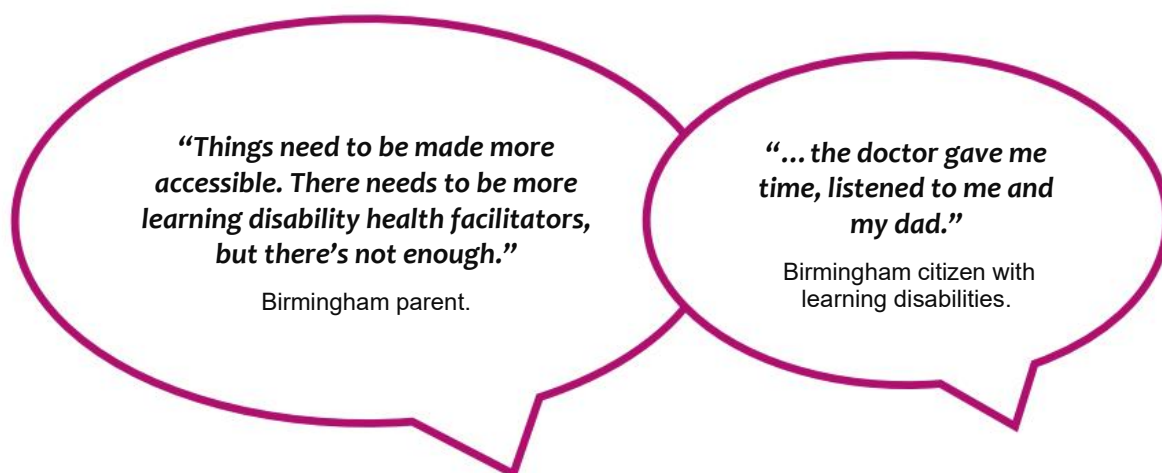 “Things need to be made more
accessible. There needs to be more
learning disability health facilitators,
but there’s not enough.”
Birmingham parent.
“…the doctor gave me
time, listened to me and
my dad.”
Birmingham citizen with
learning disabilities.